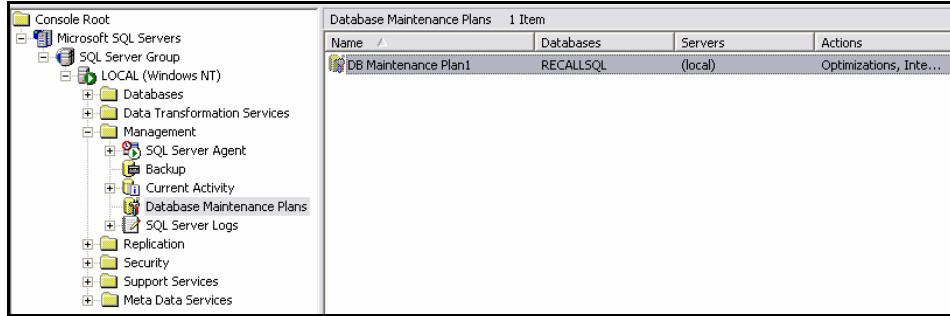 Console Root
Microsoft SQL Servers
SQL Server Group
LOCAL (Windows NT)
Databases
Data Transformation Services
Management
SQL Server Agent
Backup
Current Activity
Database Maintenance Plans
SQL Server Logs
Replication
Security
Support Services
Meta Data Services
Database Maintenance Plans 1 Item
Name Databases Servers Actions
DB Maintenance Plan1 RECALLSQL (local) Optimizations, Inte...